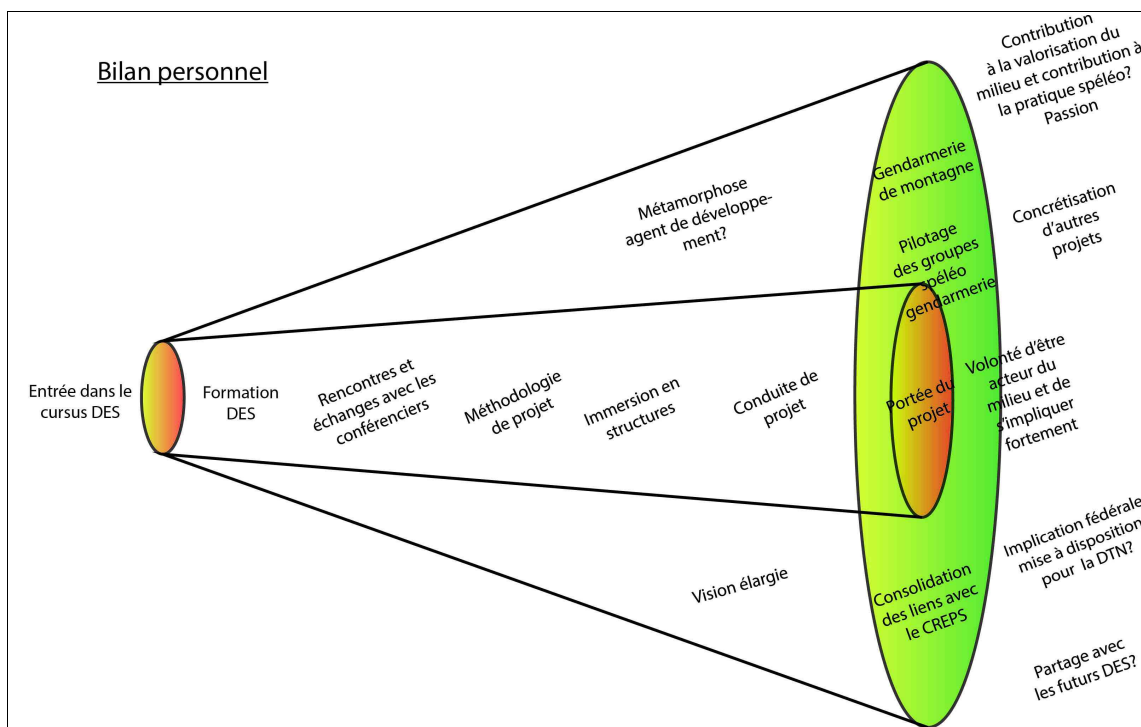 Bilan personnel
Entrée dans le
cursus DES
Formation
DES
Rencontres et
échanges avec les
conférenciers
Méthodologie
de projet
Immersion en
structures
Conduite de
projet
Portée du
projet
Métamorphose
agent de développe-
ment?
Vision élargie
Gendarmerie
de montagne
Pilotage
des groupes
spéléo
gendarmerie
Consolidation
des liens avec
le CREPS
Contribution
à la valorisation du
milieu et contribution à
la pratique spéléo?
Passion
Concrétisation
d'autres
projets
Volonté d'être
acteur du
milieu et de
s'impliquer
fortement
Implication fédérale
mise à disposition
pour la DTN?
Partage avec
les futurs DES?